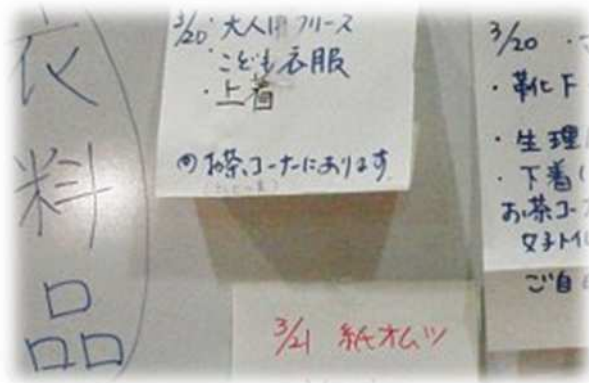 衣料品
3/20・大人用フリース
・こども衣服
・上着
◎お茶コーナーにあります
3/20・
・靴下
・生理
・下着(
お茶コー
女子トイ
ご自
3/21 紙オムツ